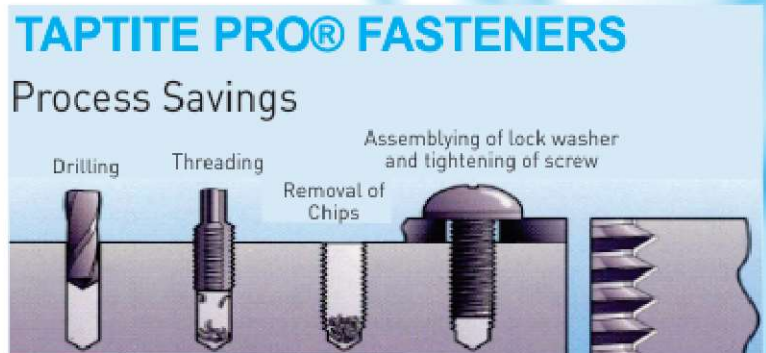 TAPTITE PRO® FASTENERS
Process Savings
Drilling
Threading
Removal of
Chips
Assemblying of lock washer
and tightening of screw